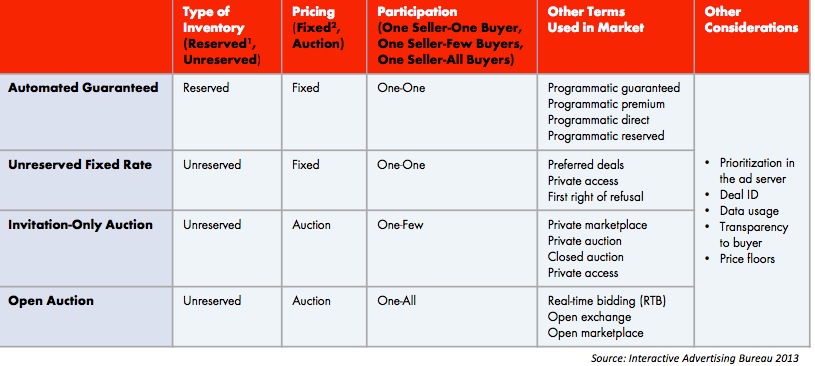 Type of
Inventory
(Reserved¹,
Unreserved)
Pricing
(Fixed²,
Auction)
Participation
(One Seller-One Buyer,
One Seller-Few Buyers,
One Seller-All Buyers)
Other Terms
Used in Market
Other
Considerations
Automated Guaranteed
Reserved
Fixed
One-One
Programmatic guaranteed
Programmatic premium
Programmatic direct
Programmatic reserved
Unreserved Fixed Rate
Unreserved
Fixed
One-One
Preferred deals
Private access
First right of refusal
Invitation-Only Auction
Unreserved
Auction
One-Few
Private marketplace
Private auction
Closed auction
Private access
Open Auction
Unreserved
Auction
One-All
Real-time bidding (RTB)
Open exchange
Open marketplace
• Prioritization in
the ad server
• Deal ID
• Data usage
• Transparency
to buyer
• Price floors
Source: Interactive Advertising Bureau 2013